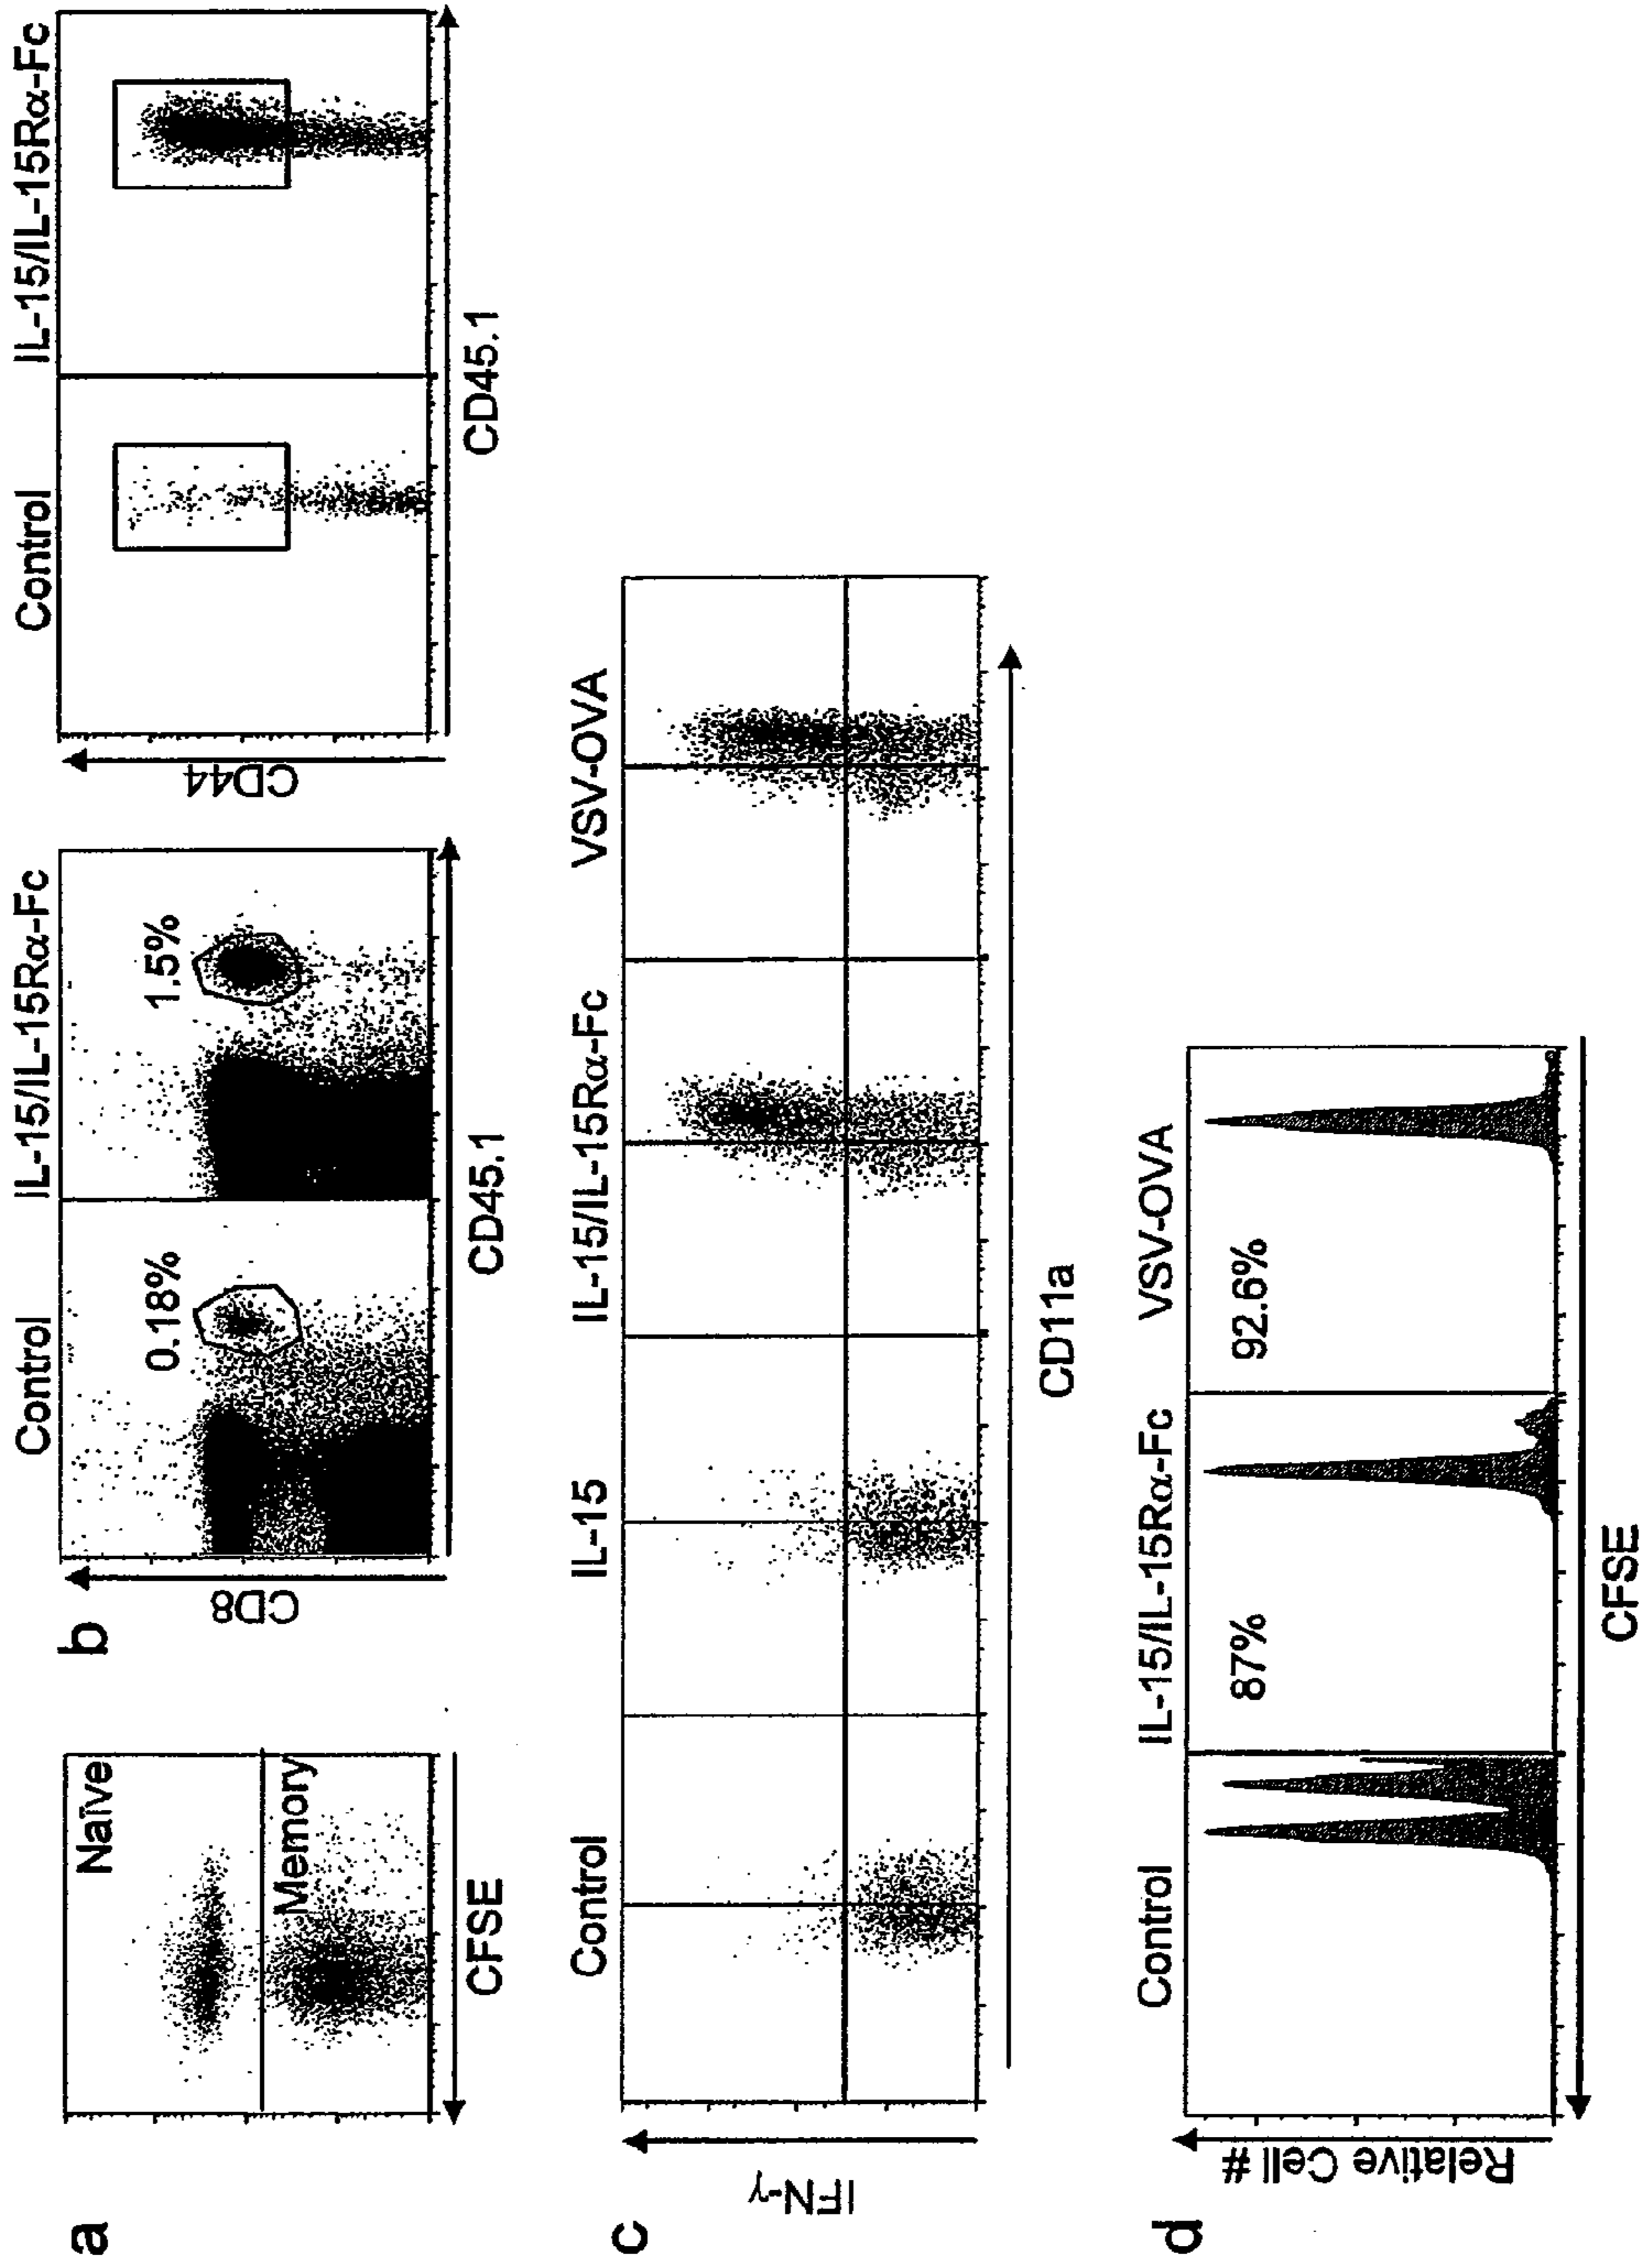 a
Naïve
Memory
CFSE
b
Control
IL-15/IL-15Rα-Fc
0.18%
1.5%
CD8
CD45.1
Control
IL-15/IL-15Rα-Fc
CD44
CD45.1
c
Control
IL-15
IL-15/IL-15Rα-Fc
VSV-OVA
IFN-γ
CD11a
d
Control
IL-15/IL-15Rα-Fc
VSV-OVA
87%
92.6%
Relative Cell #
CFSE